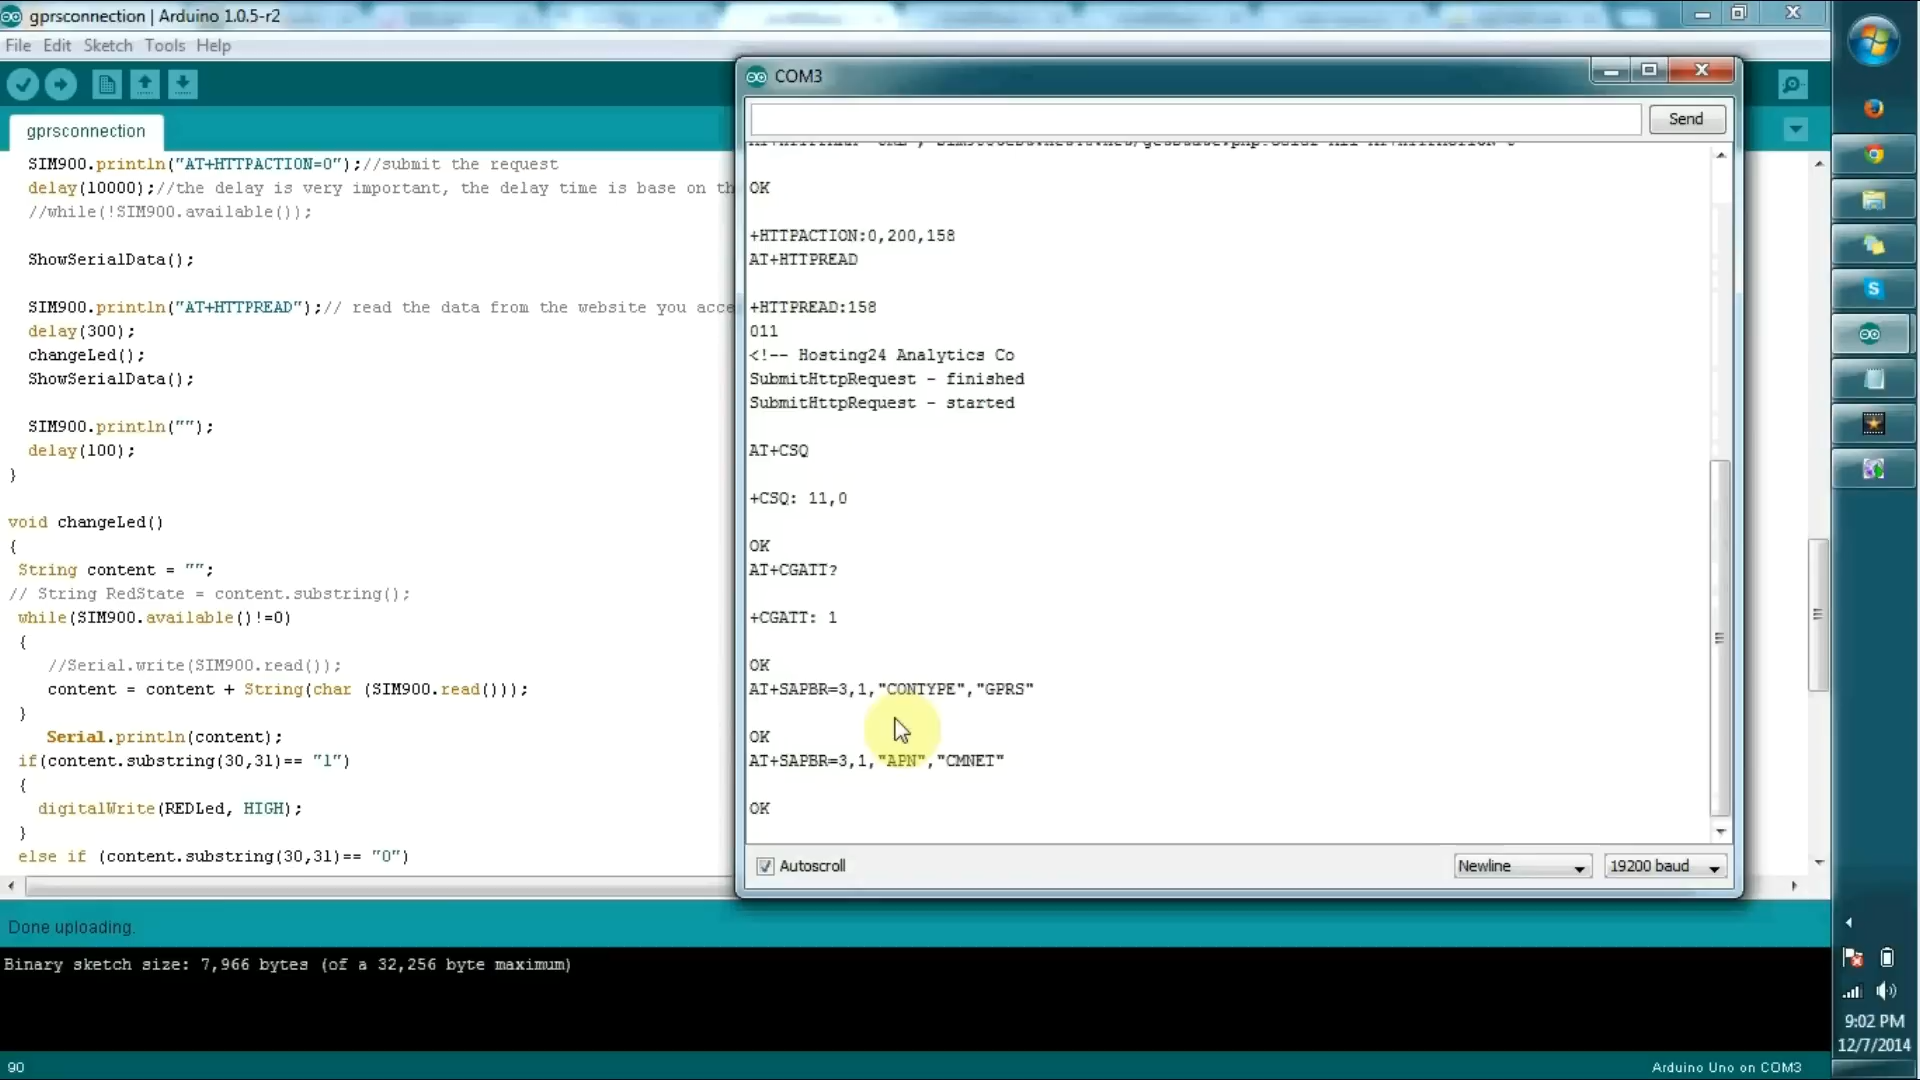 gprsconnection | Arduino 1.0.5-r2
File Edit Sketch Tools Help
gprsconnection
SIM900.println("AT+HTTPACTION=0");//submit the request
delay(10000);//the delay is very important, the delay time is base on th
//while(!SIM900.available());
ShowSerialData();
SIM900.println("AT+HTTPREAD");// read the data from the website you acce
delay(300);
changeLed();
ShowSerialData();
SIM900.println("");
delay(100);
}
void changeLed()
{
String content = "";
// String RedState = content.substring();
while(SIM900.available()!=0)
{
//Serial.write(SIM900.read());
content = content + String(char (SIM900.read()));
}
Serial.println(content);
if(content.substring(30,31)== "1")
{
digitalWrite(REDLed, HIGH);
}
else if (content.substring(30,31)== "0")
Done uploading.
Binary sketch size: 7,966 bytes (of a 32,256 byte maximum)
90
Arduino Uno on COM3
COM3
Send
OK
+HTTPACTION:0,200,158
AT+HTTPREAD
+HTTPREAD:158
011
<!-- Hosting24 Analytics Co
SubmitHttpRequest - finished
SubmitHttpRequest - started
AT+CSQ
+CSQ: 11,0
OK
AT+CGATT?
+CGATT: 1
OK
AT+SAPBR=3,1,"CONTYPE","GPRS"
OK
AT+SAPBR=3,1,"APN","CMNET"
OK
Autoscroll
Newline
19200 baud
9:02 PM
12/7/2014